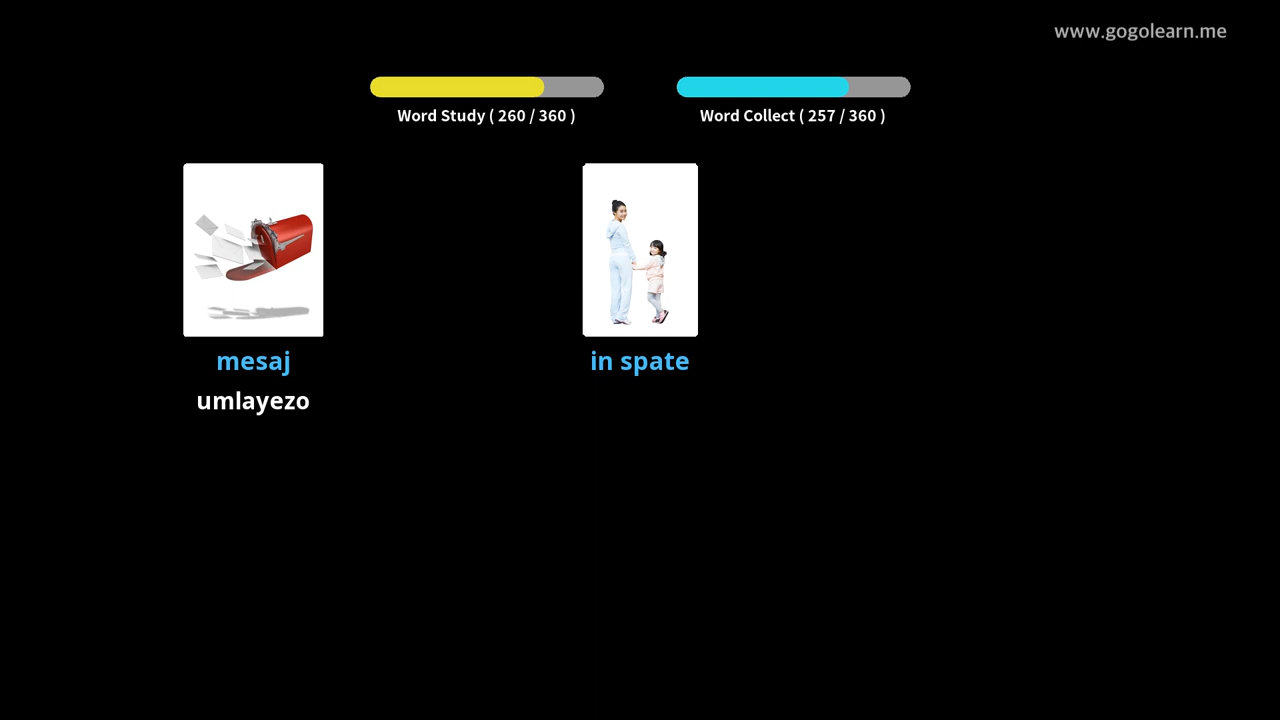 www.gogolearn.me
Word Study ( 260 / 360 )
Word Collect ( 257 / 360 )
mesaj
umlayezo
in spate